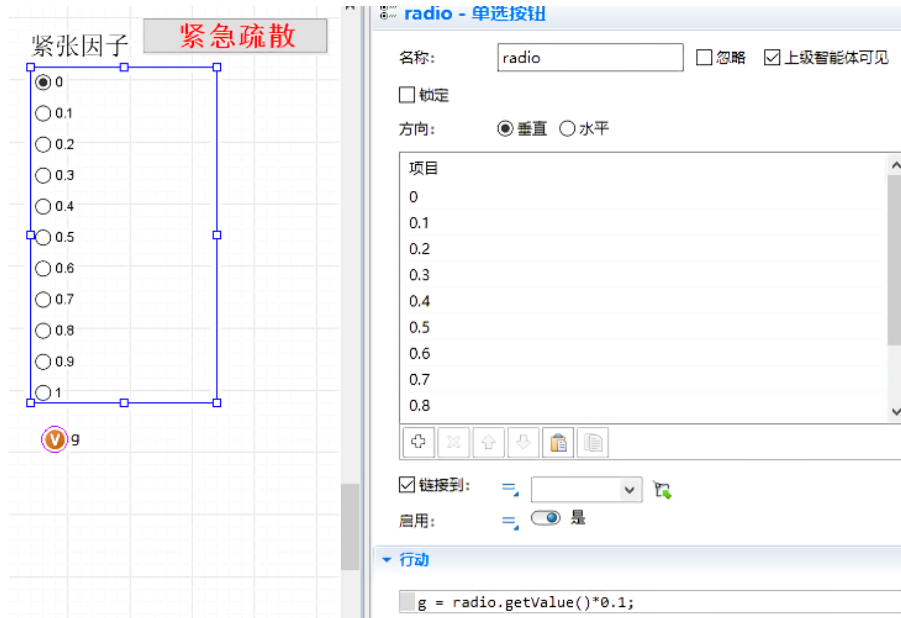 紧张因子
紧急疏散
0
0.1
0.2
0.3
0.4
0.5
0.6
0.7
0.8
0.9
1
V g
radio - 单选按钮
名称: radio 忽略 上级智能体可见
锁定
方向: 垂直 水平
项目
0
0.1
0.2
0.3
0.4
0.5
0.6
0.7
0.8
链接到:
启用: 是
行动
g = radio.getValue()*0.1;